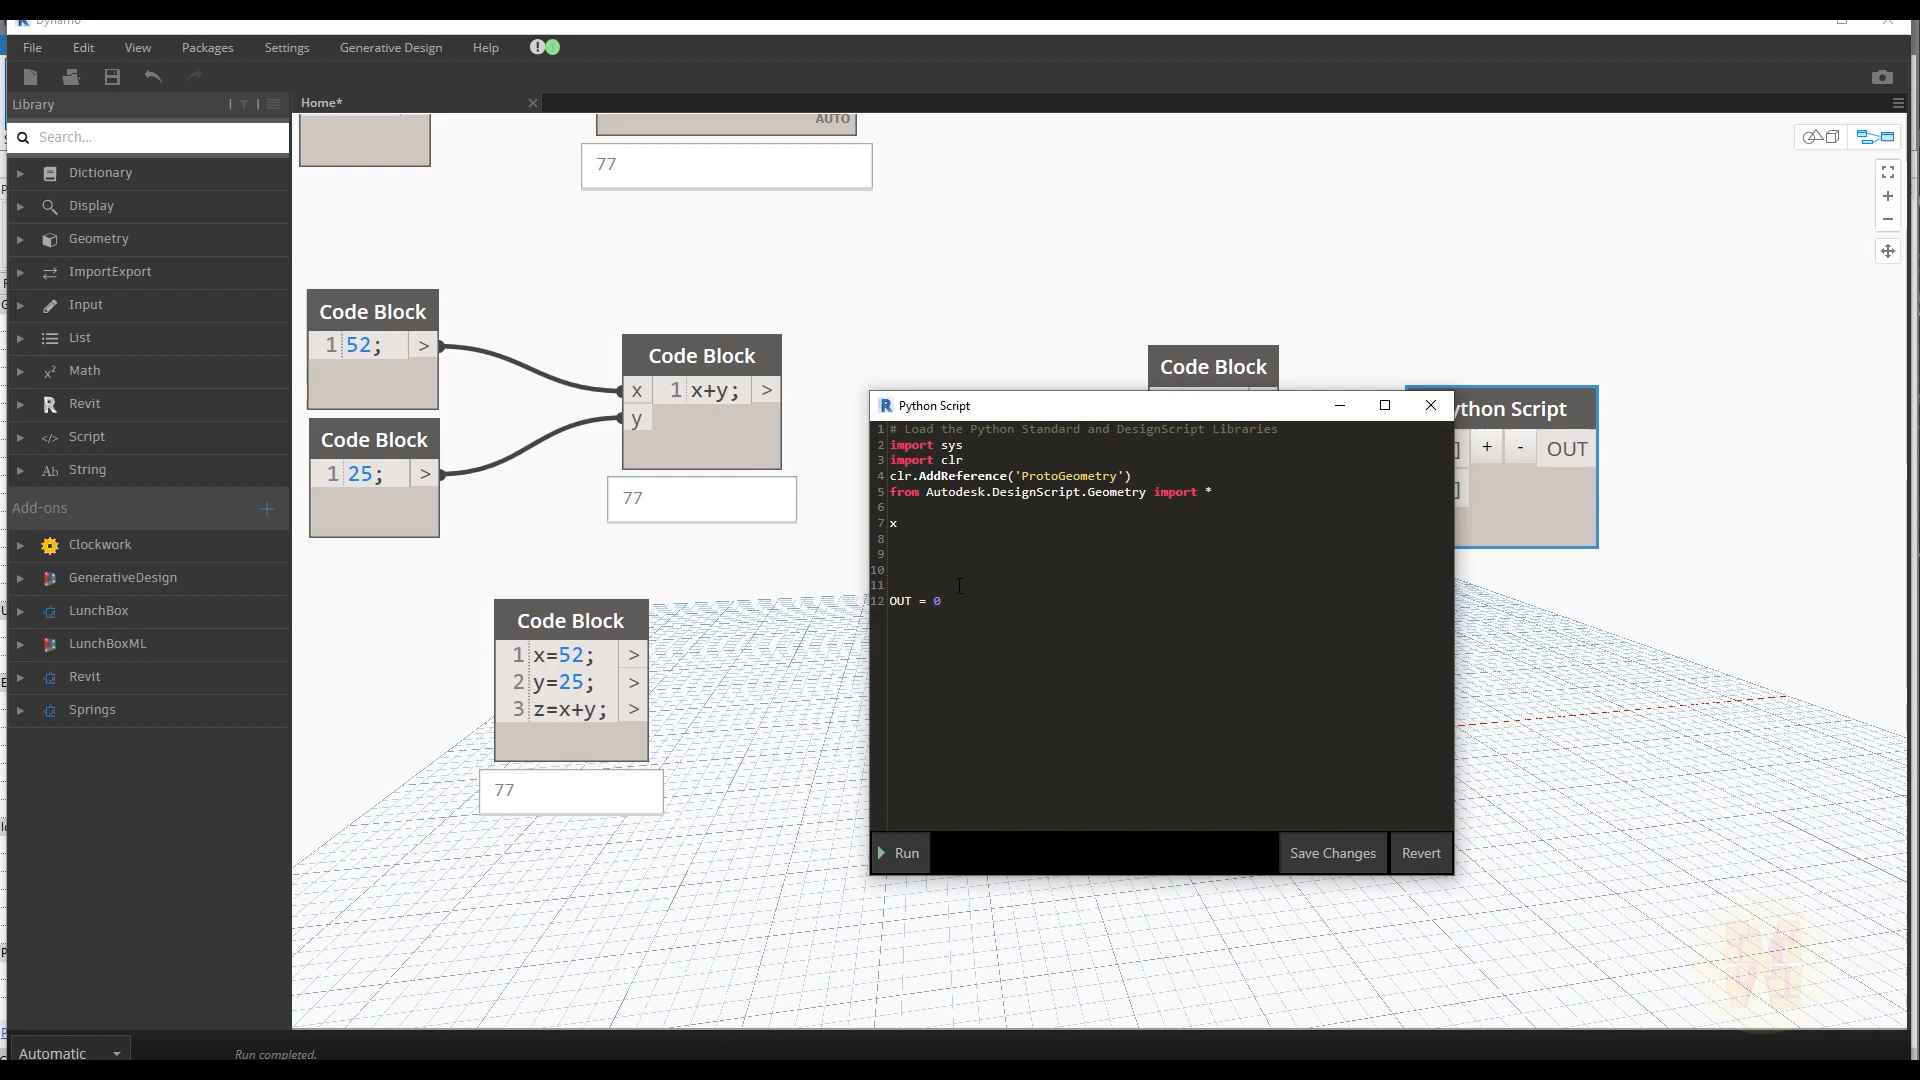 Dynamo
File Edit View Packages Settings Generative Design Help
Library
Home*
Search...
Dictionary
Display
Geometry
ImportExport
Input
List
Math
Revit
Script
String
Add-ons
Clockwork
GenerativeDesign
LunchBox
LunchBoxML
Revit
Springs
AUTO
77
Code Block
1 52; >
Code Block
1 25; >
Code Block
x 1 x+y; >
y
77
Code Block
1 x=52; >
2 y=25; >
3 z=x+y; >
77
Code Block
ython Script
] + - OUT
]
Python Script
1 # Load the Python Standard and DesignScript Libraries
2 import sys
3 import clr
4 clr.AddReference('ProtoGeometry')
5 from Autodesk.DesignScript.Geometry import *
6
7 x
8
9
10
11
12 OUT = 0
Run Save Changes Revert
Automatic Run completed.